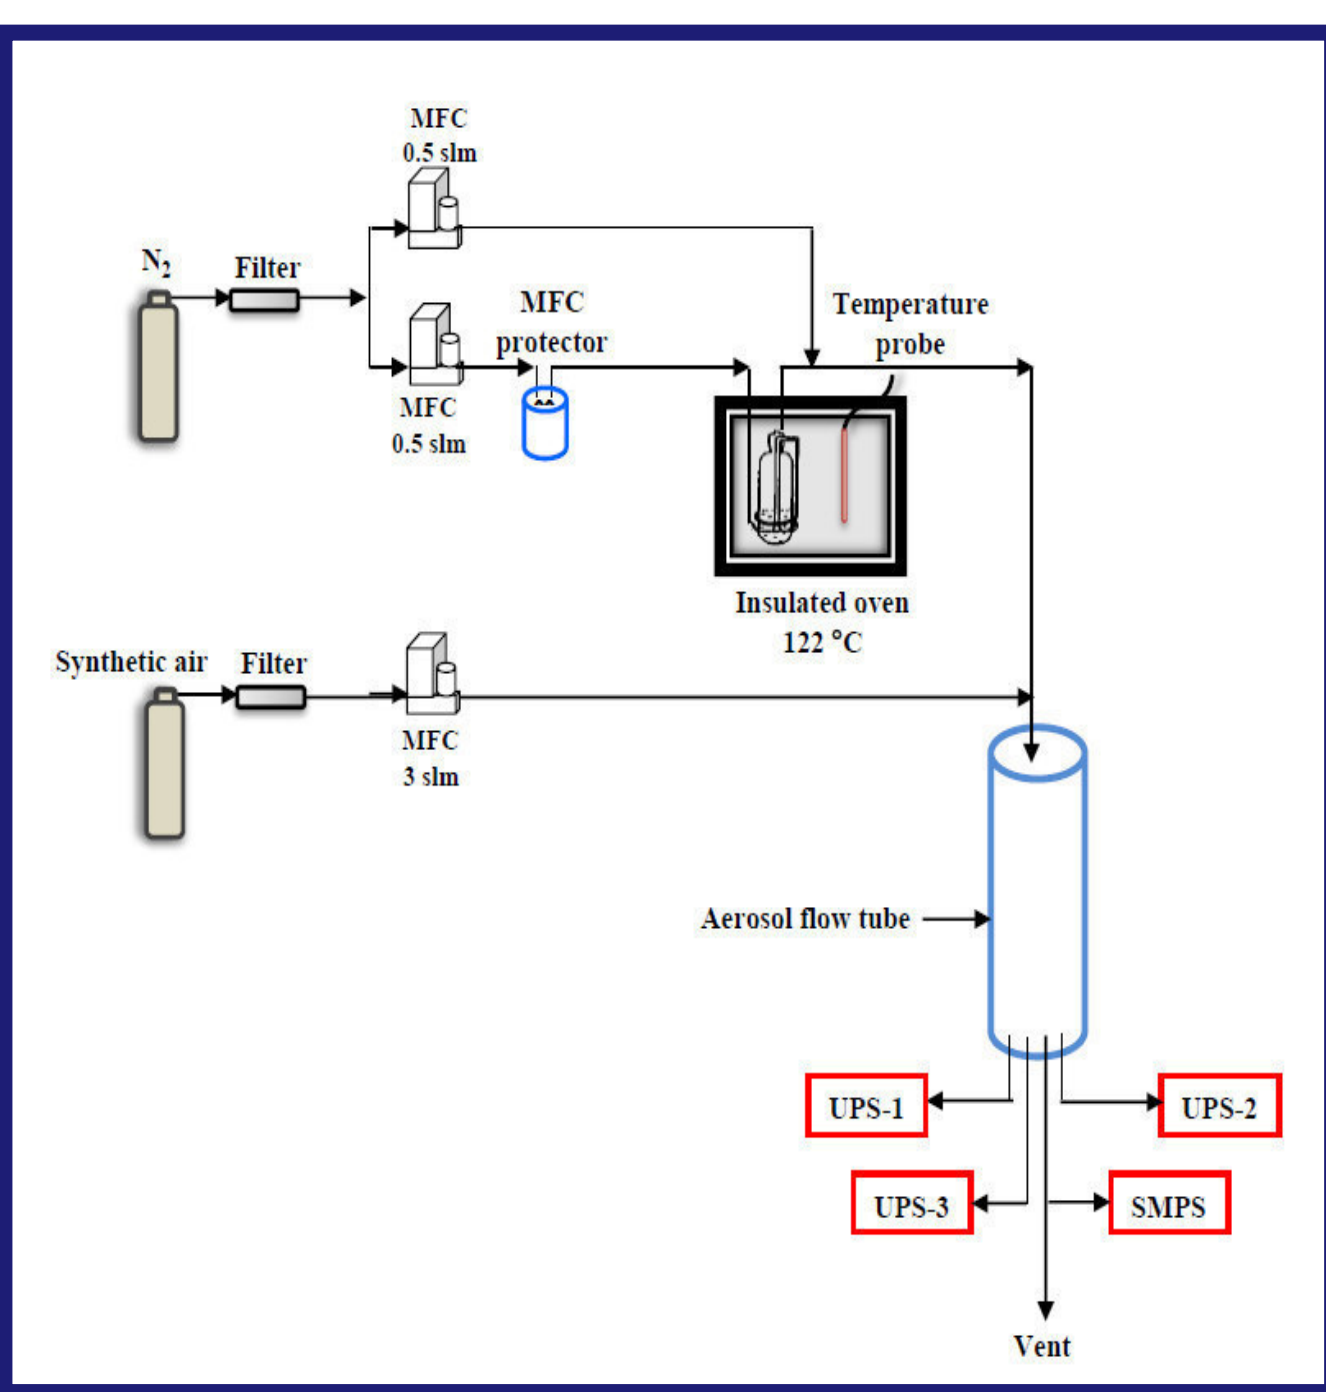 MFC
0.5 slm
N₂
Filter
MFC
protector
Temperature
probe
MFC
0.5 slm
Insulated oven
122 °C
Synthetic air
Filter
MFC
3 slm
Aerosol flow tube
UPS-1
UPS-2
UPS-3
SMPS
Vent